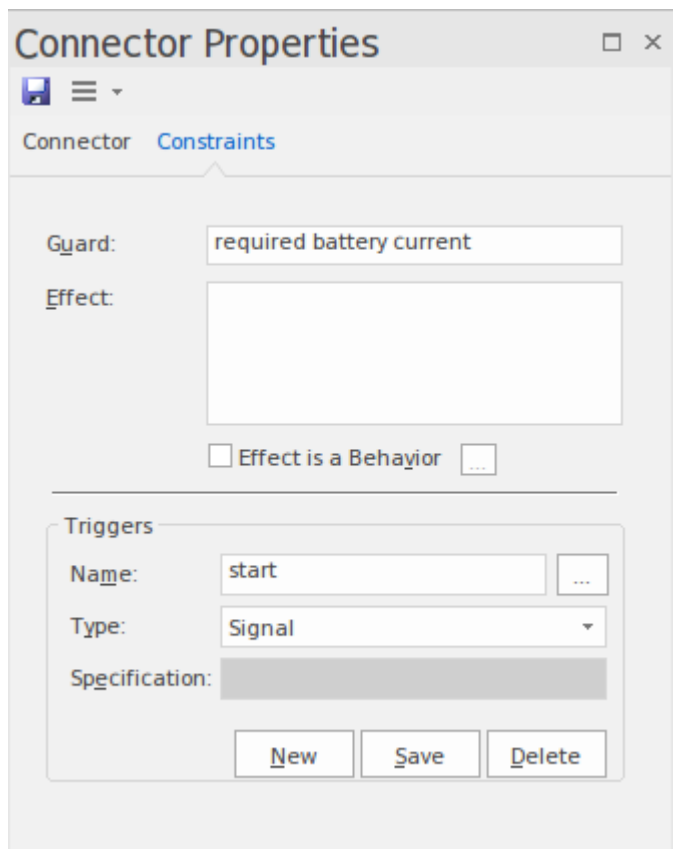 Connector Properties
Connector Constraints
Guard: required battery current
Effect:
Effect is a Behavior ...
Triggers
Name: start ...
Type: Signal
Specification:
New Save Delete